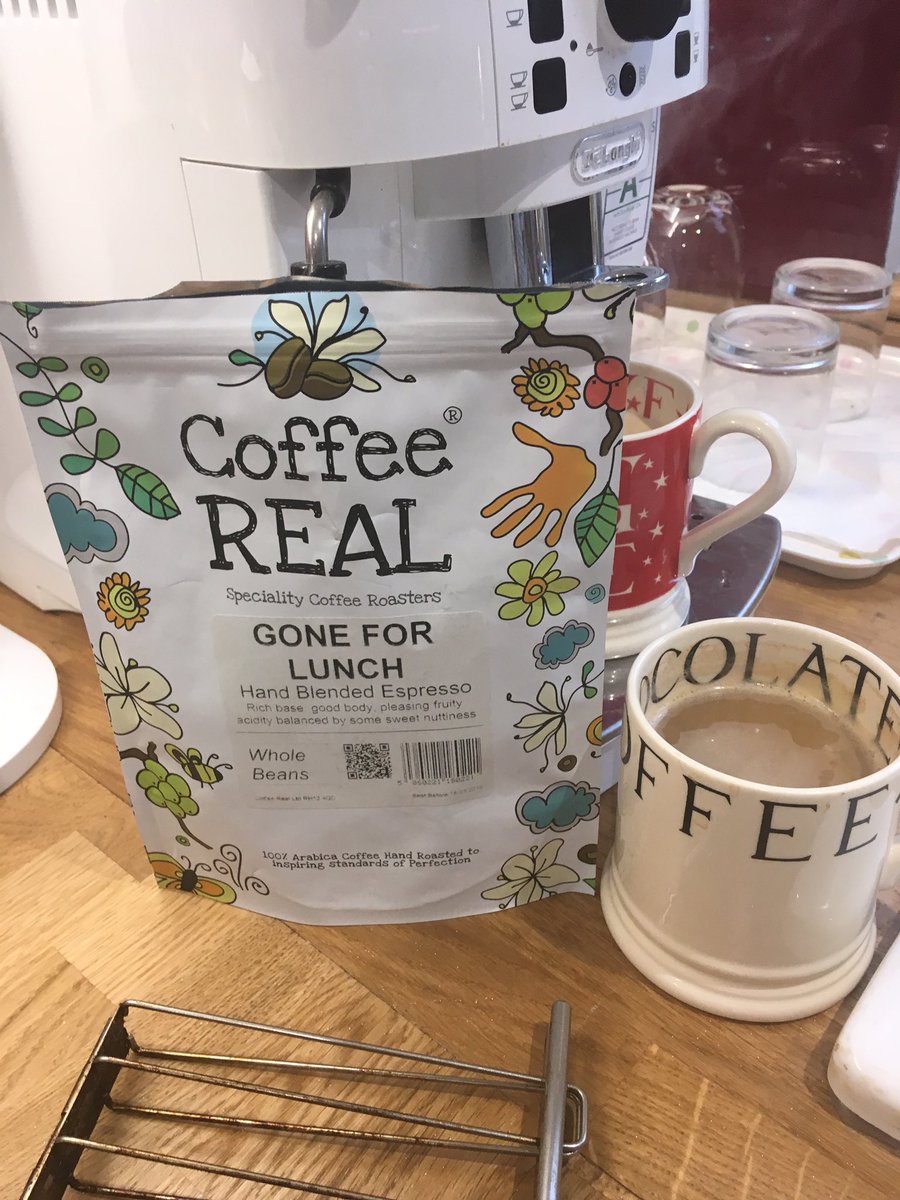 DeLonghi
A
Coffee®
REAL
Speciality Coffee Roasters
GONE FOR
LUNCH
Hand Blended Espresso
Rich base, good body, pleasing fruity
acidity balanced by some sweet nuttiness
Whole
Beans
100% Arabica Coffee Hand Roasted to
inspiring standards of Perfection
OCOLATE
OFFEE